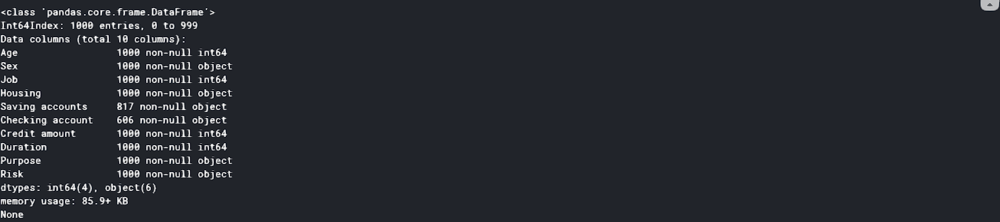 <class 'pandas.core.frame.DataFrame'>
Int64Index: 1000 entries, 0 to 999
Data columns (total 10 columns):
Age                 1000 non-null int64
Sex                 1000 non-null object
Job                 1000 non-null int64
Housing             1000 non-null object
Saving accounts     817 non-null object
Checking account    606 non-null object
Credit amount       1000 non-null int64
Duration            1000 non-null int64
Purpose             1000 non-null object
Risk                1000 non-null object
dtypes: int64(4), object(6)
memory usage: 85.9+ KB
None